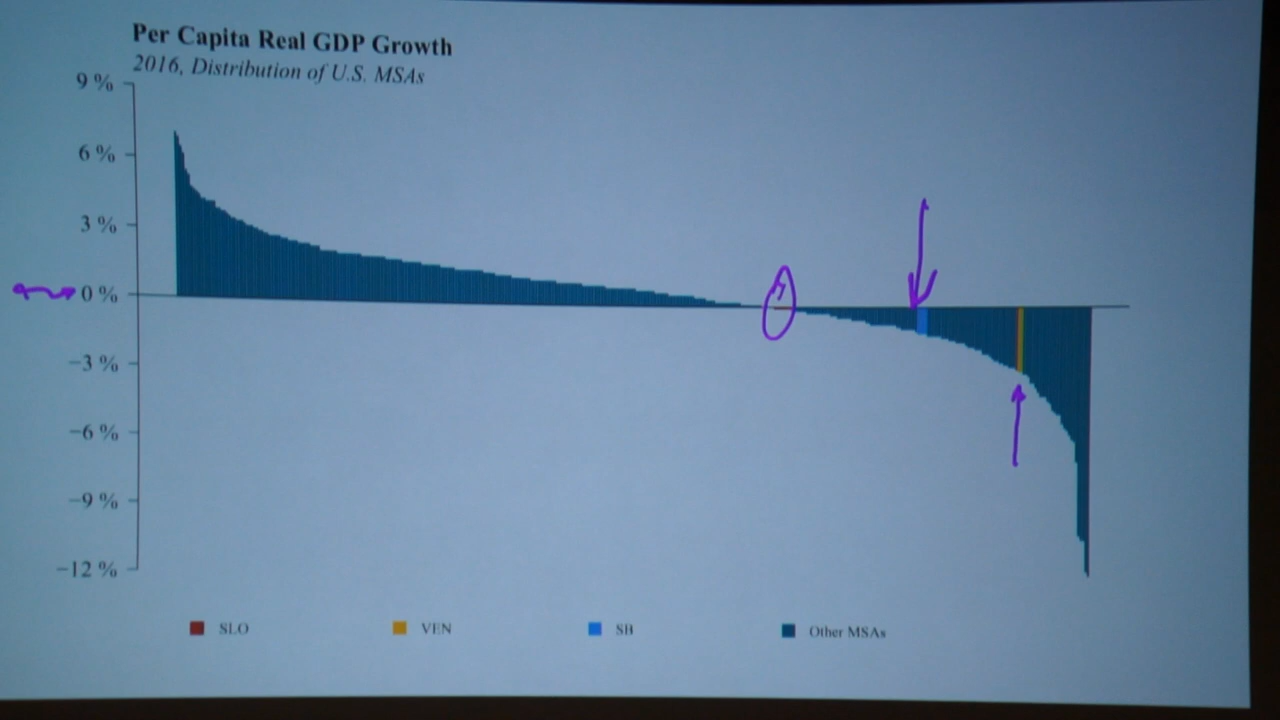 Per Capita Real GDP Growth
2016, Distribution of U.S. MSAs
9 %
6 %
3 %
0 %
−3 %
−6 %
−9 %
−12 %
SLO VEN SB Other MSAs